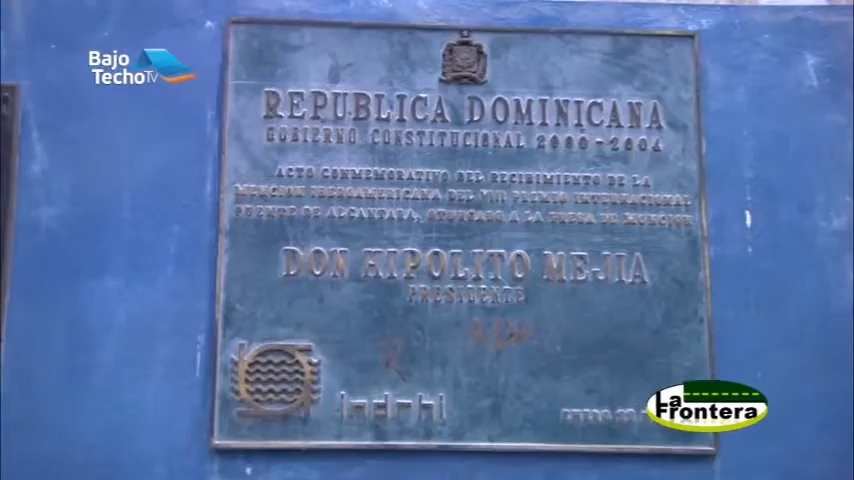 Bajo
TechoTV
REPUBLICA DOMINICANA
GOBIERNO CONSTITUCIONAL 2000-2004
ACTO CONMEMORATIVO DEL RECIBIMIENTO DE LA
MENCION IBEROAMERICANA DEL VIII PREMIO INTERNACIONAL
PUENTE DE ALCANTARA, OTORGADO A LA PRESA DE MONCION
DON HIPOLITO MEJIA
PRESIDENTE
indrhi
ENERO
La
Frontera